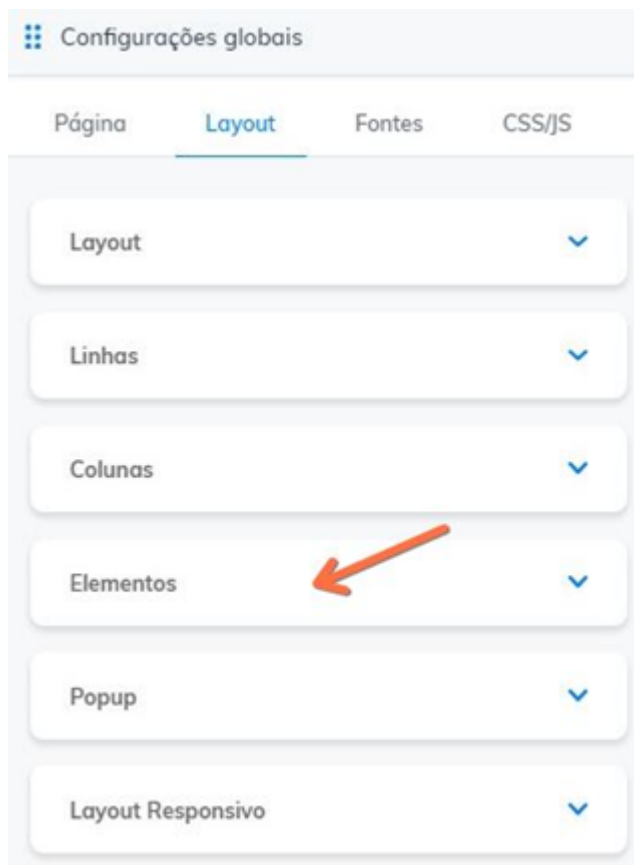 Configurações globais
Página Layout Fontes CSS/JS
Layout
Linhas
Colunas
Elementos
Popup
Layout Responsivo